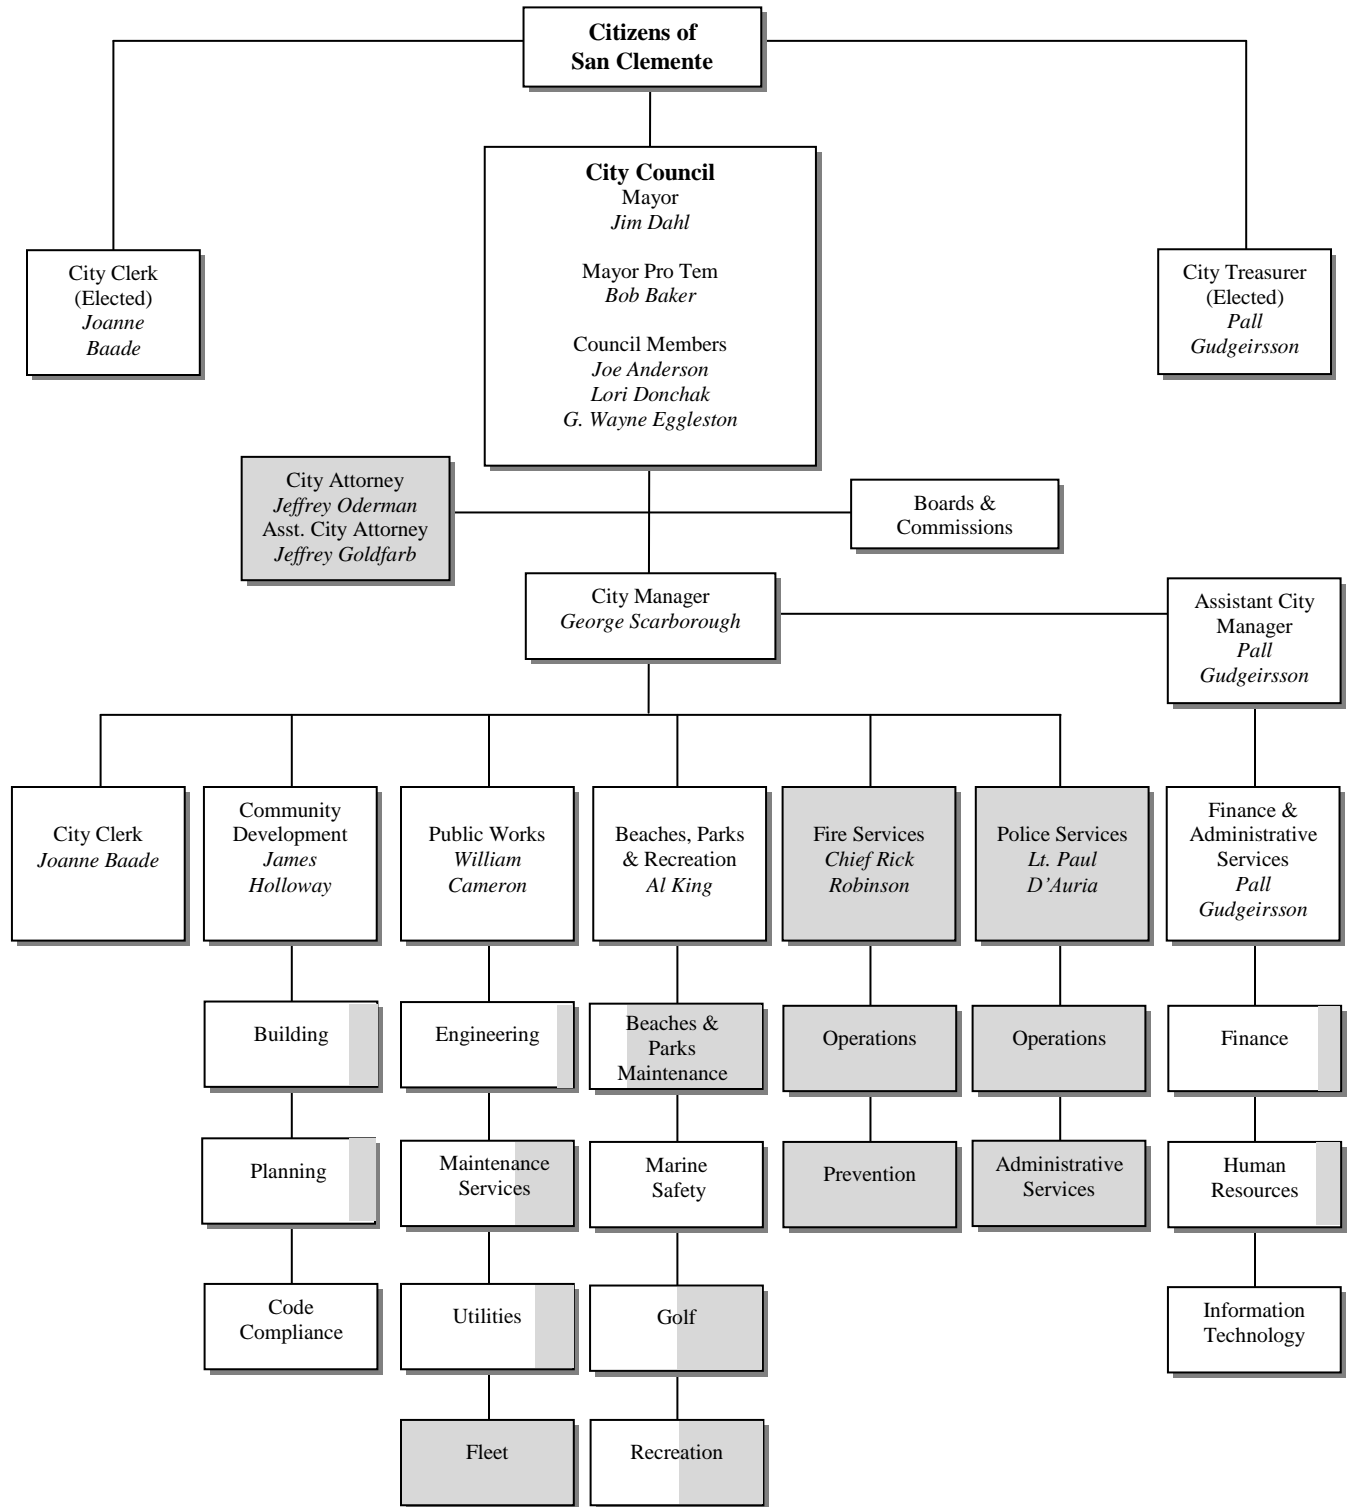 Citizens of
San Clemente
City Council
Mayor
Jim Dahl
Mayor Pro Tem
Bob Baker
Council Members
Joe Anderson
Lori Donchak
G. Wayne Eggleston
City Clerk
(Elected)
Joanne
Baade
City Treasurer
(Elected)
Pall
Gudgeirsson
City Attorney
Jeffrey Oderman
Asst. City Attorney
Jeffrey Goldfarb
Boards &
Commissions
City Manager
George Scarborough
Assistant City
Manager
Pall
Gudgeirsson
City Clerk
Joanne Baade
Community
Development
James
Holloway
Public Works
William
Cameron
Beaches, Parks
& Recreation
Al King
Fire Services
Chief Rick
Robinson
Police Services
Lt. Paul
D’Auria
Finance &
Administrative
Services
Pall
Gudgeirsson
Building
Engineering
Beaches &
Parks
Maintenance
Operations
Operations
Finance
Planning
Maintenance
Services
Marine
Safety
Prevention
Administrative
Services
Human
Resources
Code
Compliance
Utilities
Golf
Information
Technology
Fleet
Recreation